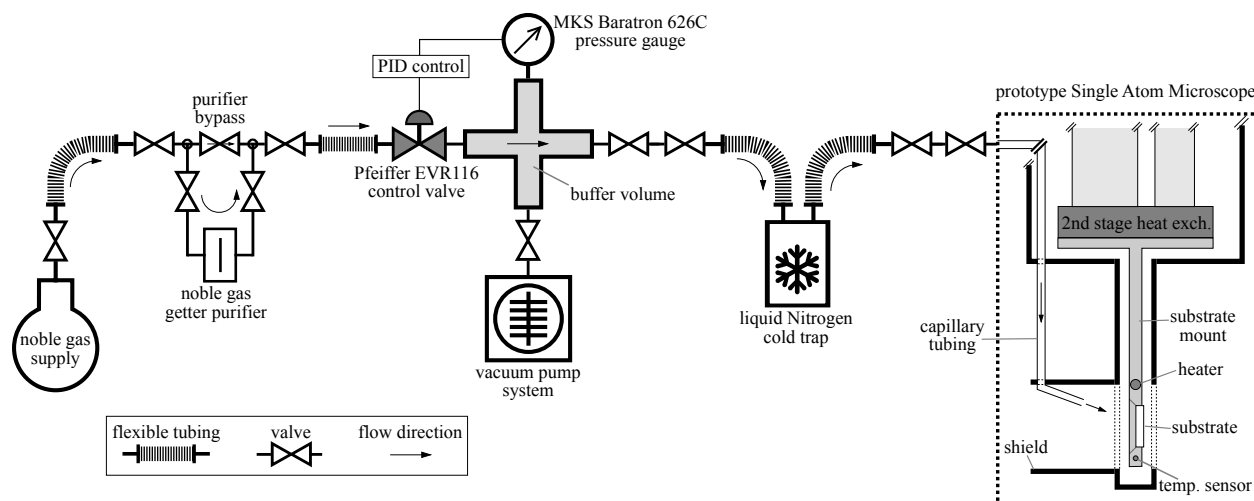 MKS Baratron 626C
pressure gauge
PID control
purifier
bypass
Pfeiffer EVR116
control valve
buffer volume
noble gas
supply
noble gas
getter purifier
vacuum pump
system
liquid Nitrogen
cold trap
prototype Single Atom Microscope
2nd stage heat exch.
capillary
tubing
substrate
mount
heater
substrate
shield
temp. sensor
flexible tubing
valve
flow direction